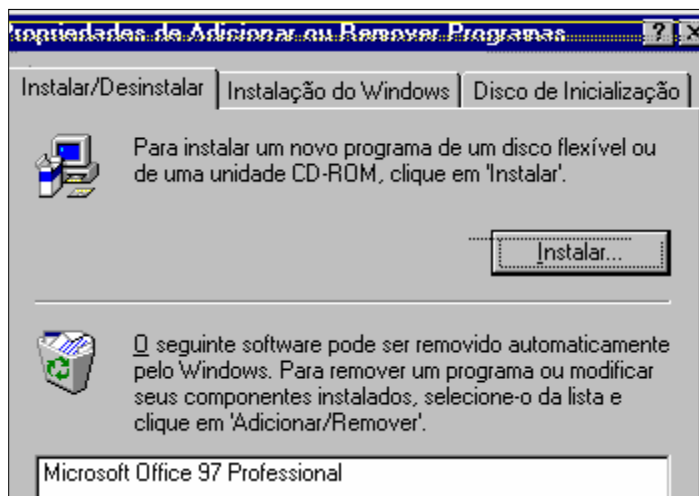 Propriedades de Adicionar ou Remover Programas
Instalar/Desinstalar
Instalação do Windows
Disco de Inicialização
Para instalar um novo programa de um disco flexível ou
de uma unidade CD-ROM, clique em 'Instalar'.
Instalar...
O seguinte software pode ser removido automaticamente
pelo Windows. Para remover um programa ou modificar
seus componentes instalados, selecione-o da lista e
clique em 'Adicionar/Remover'.
Microsoft Office 97 Professional